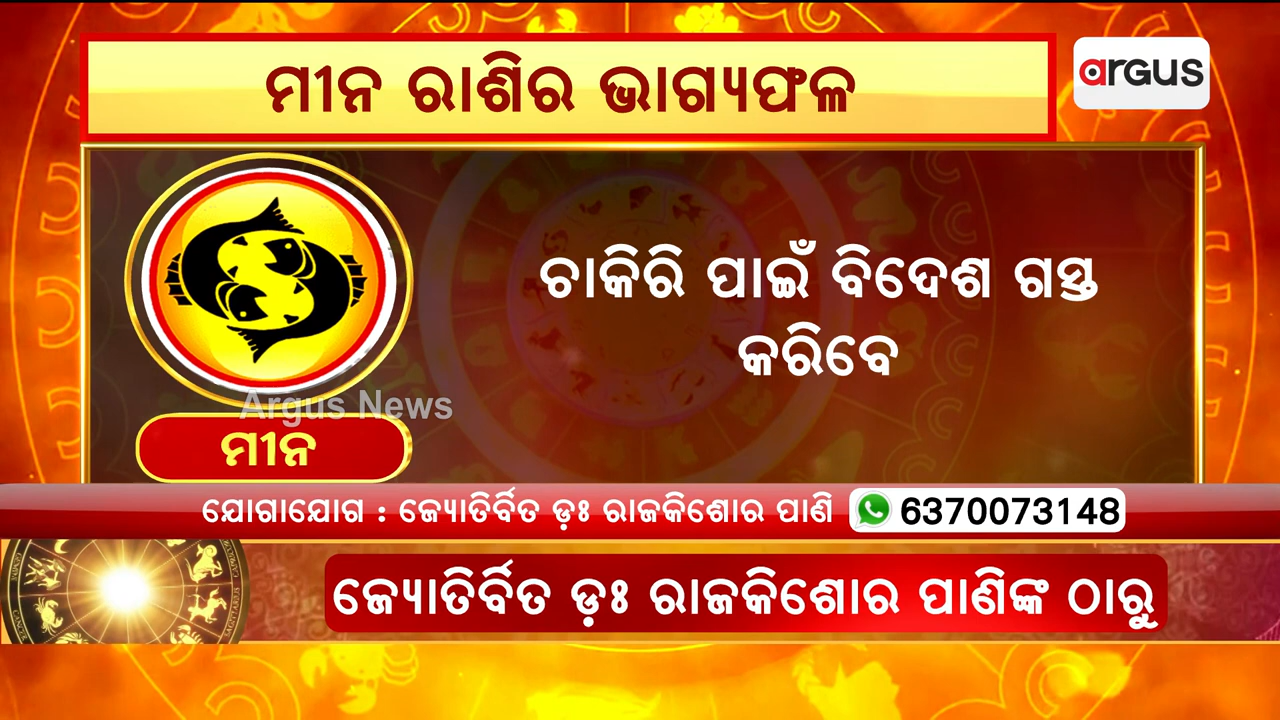 ମୀନ ରାଶିର ଭାଗ୍ୟଫଳ
argus
ଚାକିରି ପାଇଁ ବିଦେଶ ଗସ୍ତ
କରିବେ
Argus News
ମୀନ
ଯୋଗାଯୋଗ : ଜ୍ୟୋତିର୍ବିତ ଡ଼ଃ ରାଜକିଶୋର ପାଣି 6370073148
ଜ୍ୟୋତିର୍ବିତ ଡ଼ଃ ରାଜକିଶୋର ପାଣିଙ୍କ ଠାରୁ